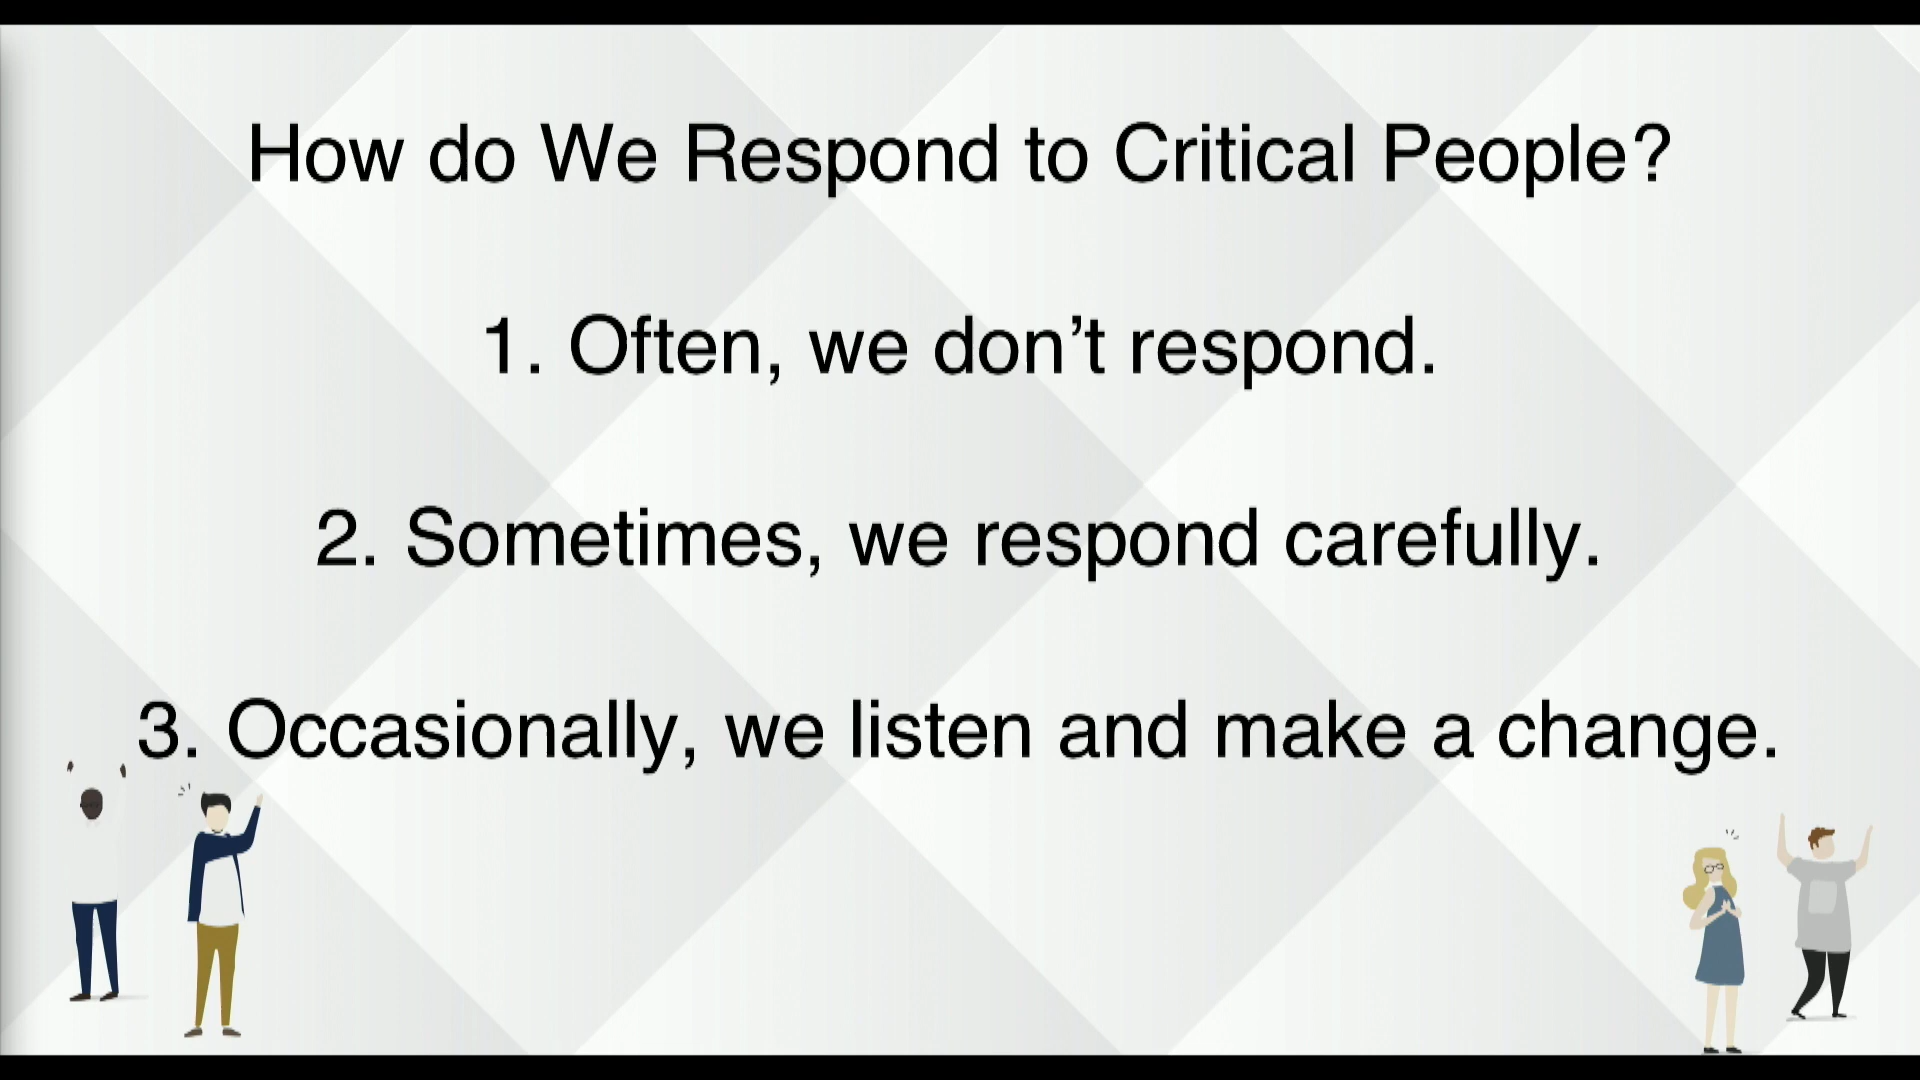 How do We Respond to Critical People?
1. Often, we don’t respond.
2. Sometimes, we respond carefully.
3. Occasionally, we listen and make a change.